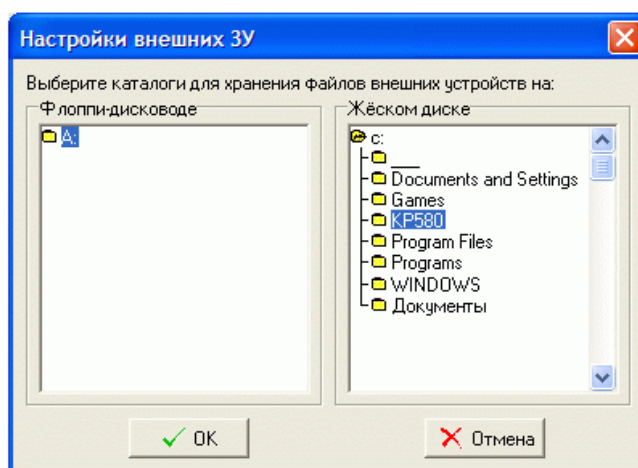 Настройки внешних ЗУ
Выберите каталоги для хранения файлов внешних устройств на:
Флоппи-дисководе
A:
Жёском диске
c:
___
Documents and Settings
Games
KP580
Program Files
Programs
WINDOWS
Документы
OK
Отмена